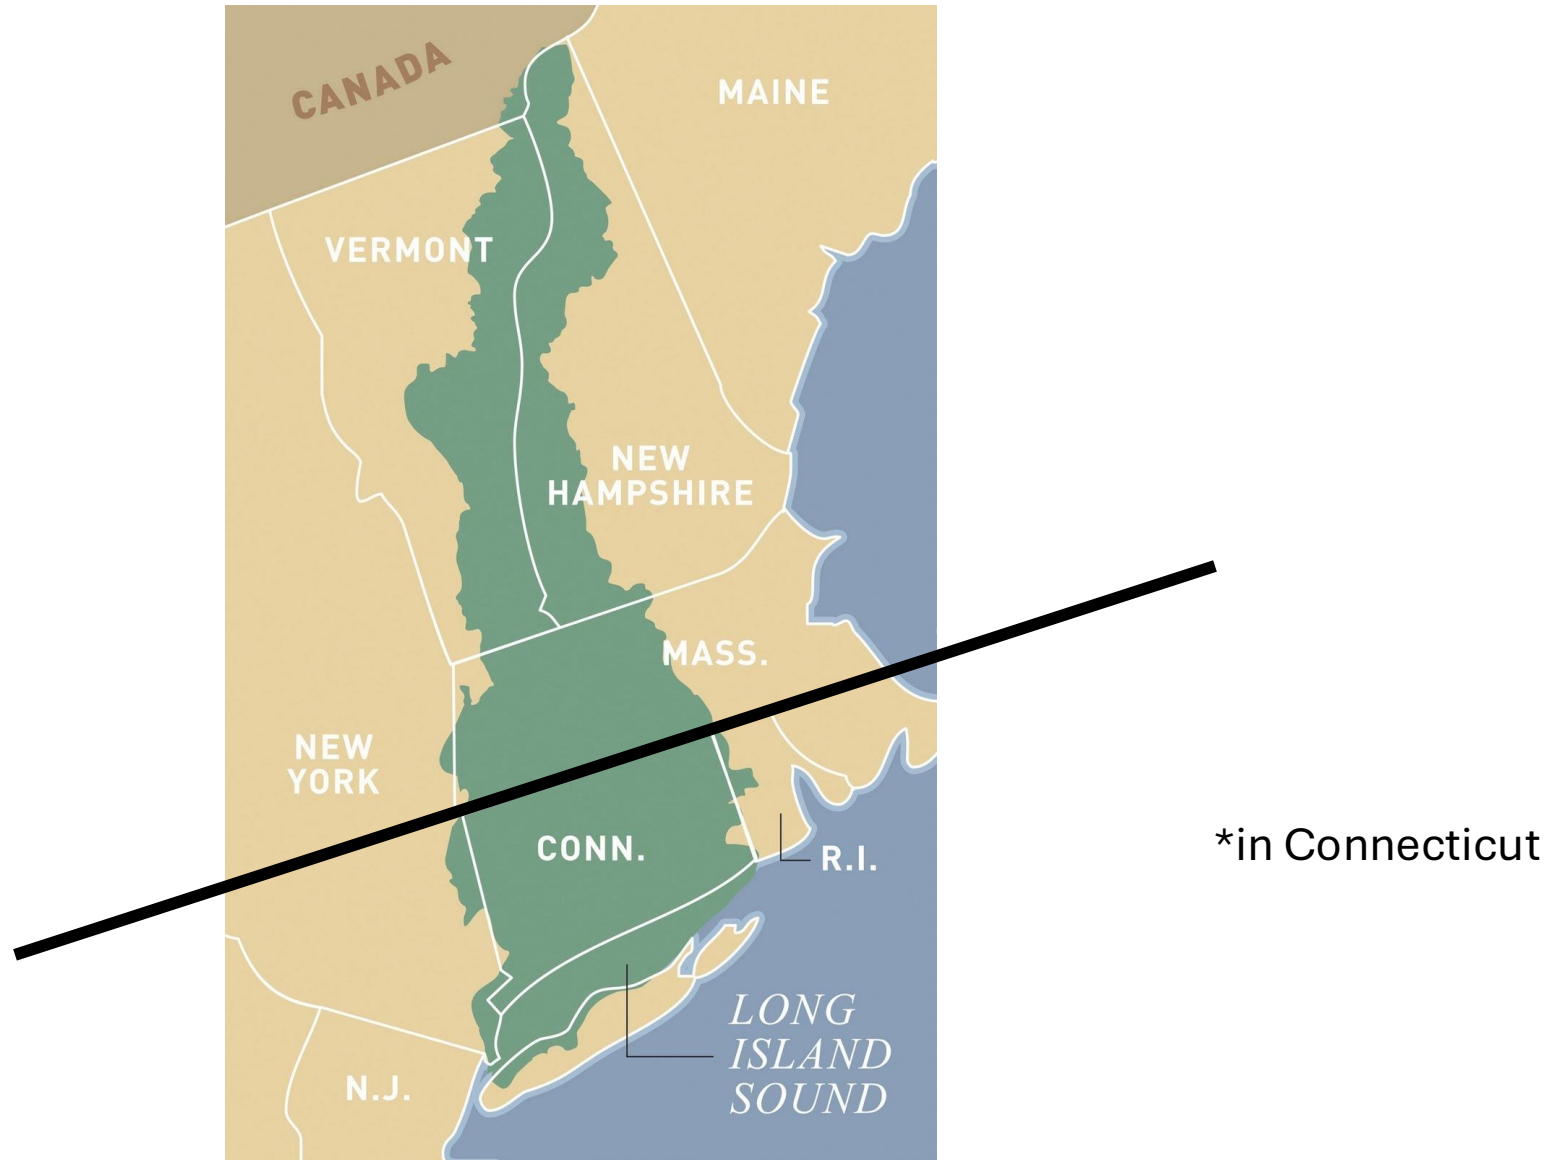 CANADA
MAINE
VERMONT
NEW
HAMPSHIRE
MASS.
NEW
YORK
CONN.
R.I.
*in Connecticut
LONG
ISLAND
SOUND
N.J.